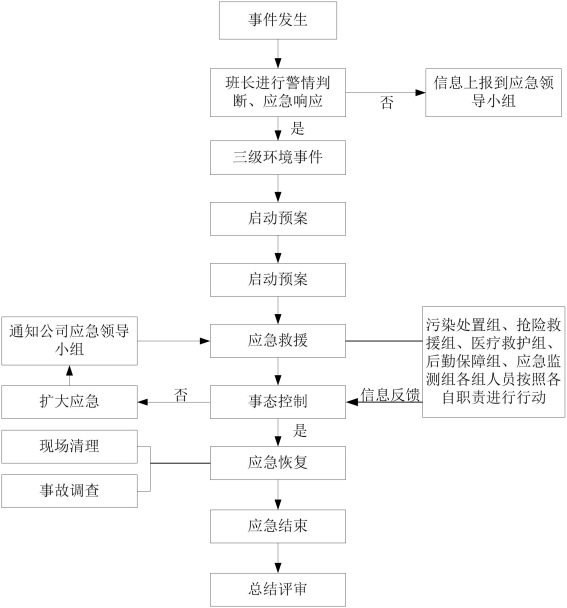 事件发生
班长进行警情判
断、应急响应
否
信息上报到应急领
导小组
是
三级环境事件
启动预案
启动预案
通知公司应急领导
小组
应急救援
污染处置组、抢险救
援组、医疗救护组、
后勤保障组、应急监
测组各组人员按照各
自职责进行行动
扩大应急
否
事态控制
信息反馈
是
现场清理
应急恢复
事故调查
应急结束
总结评审